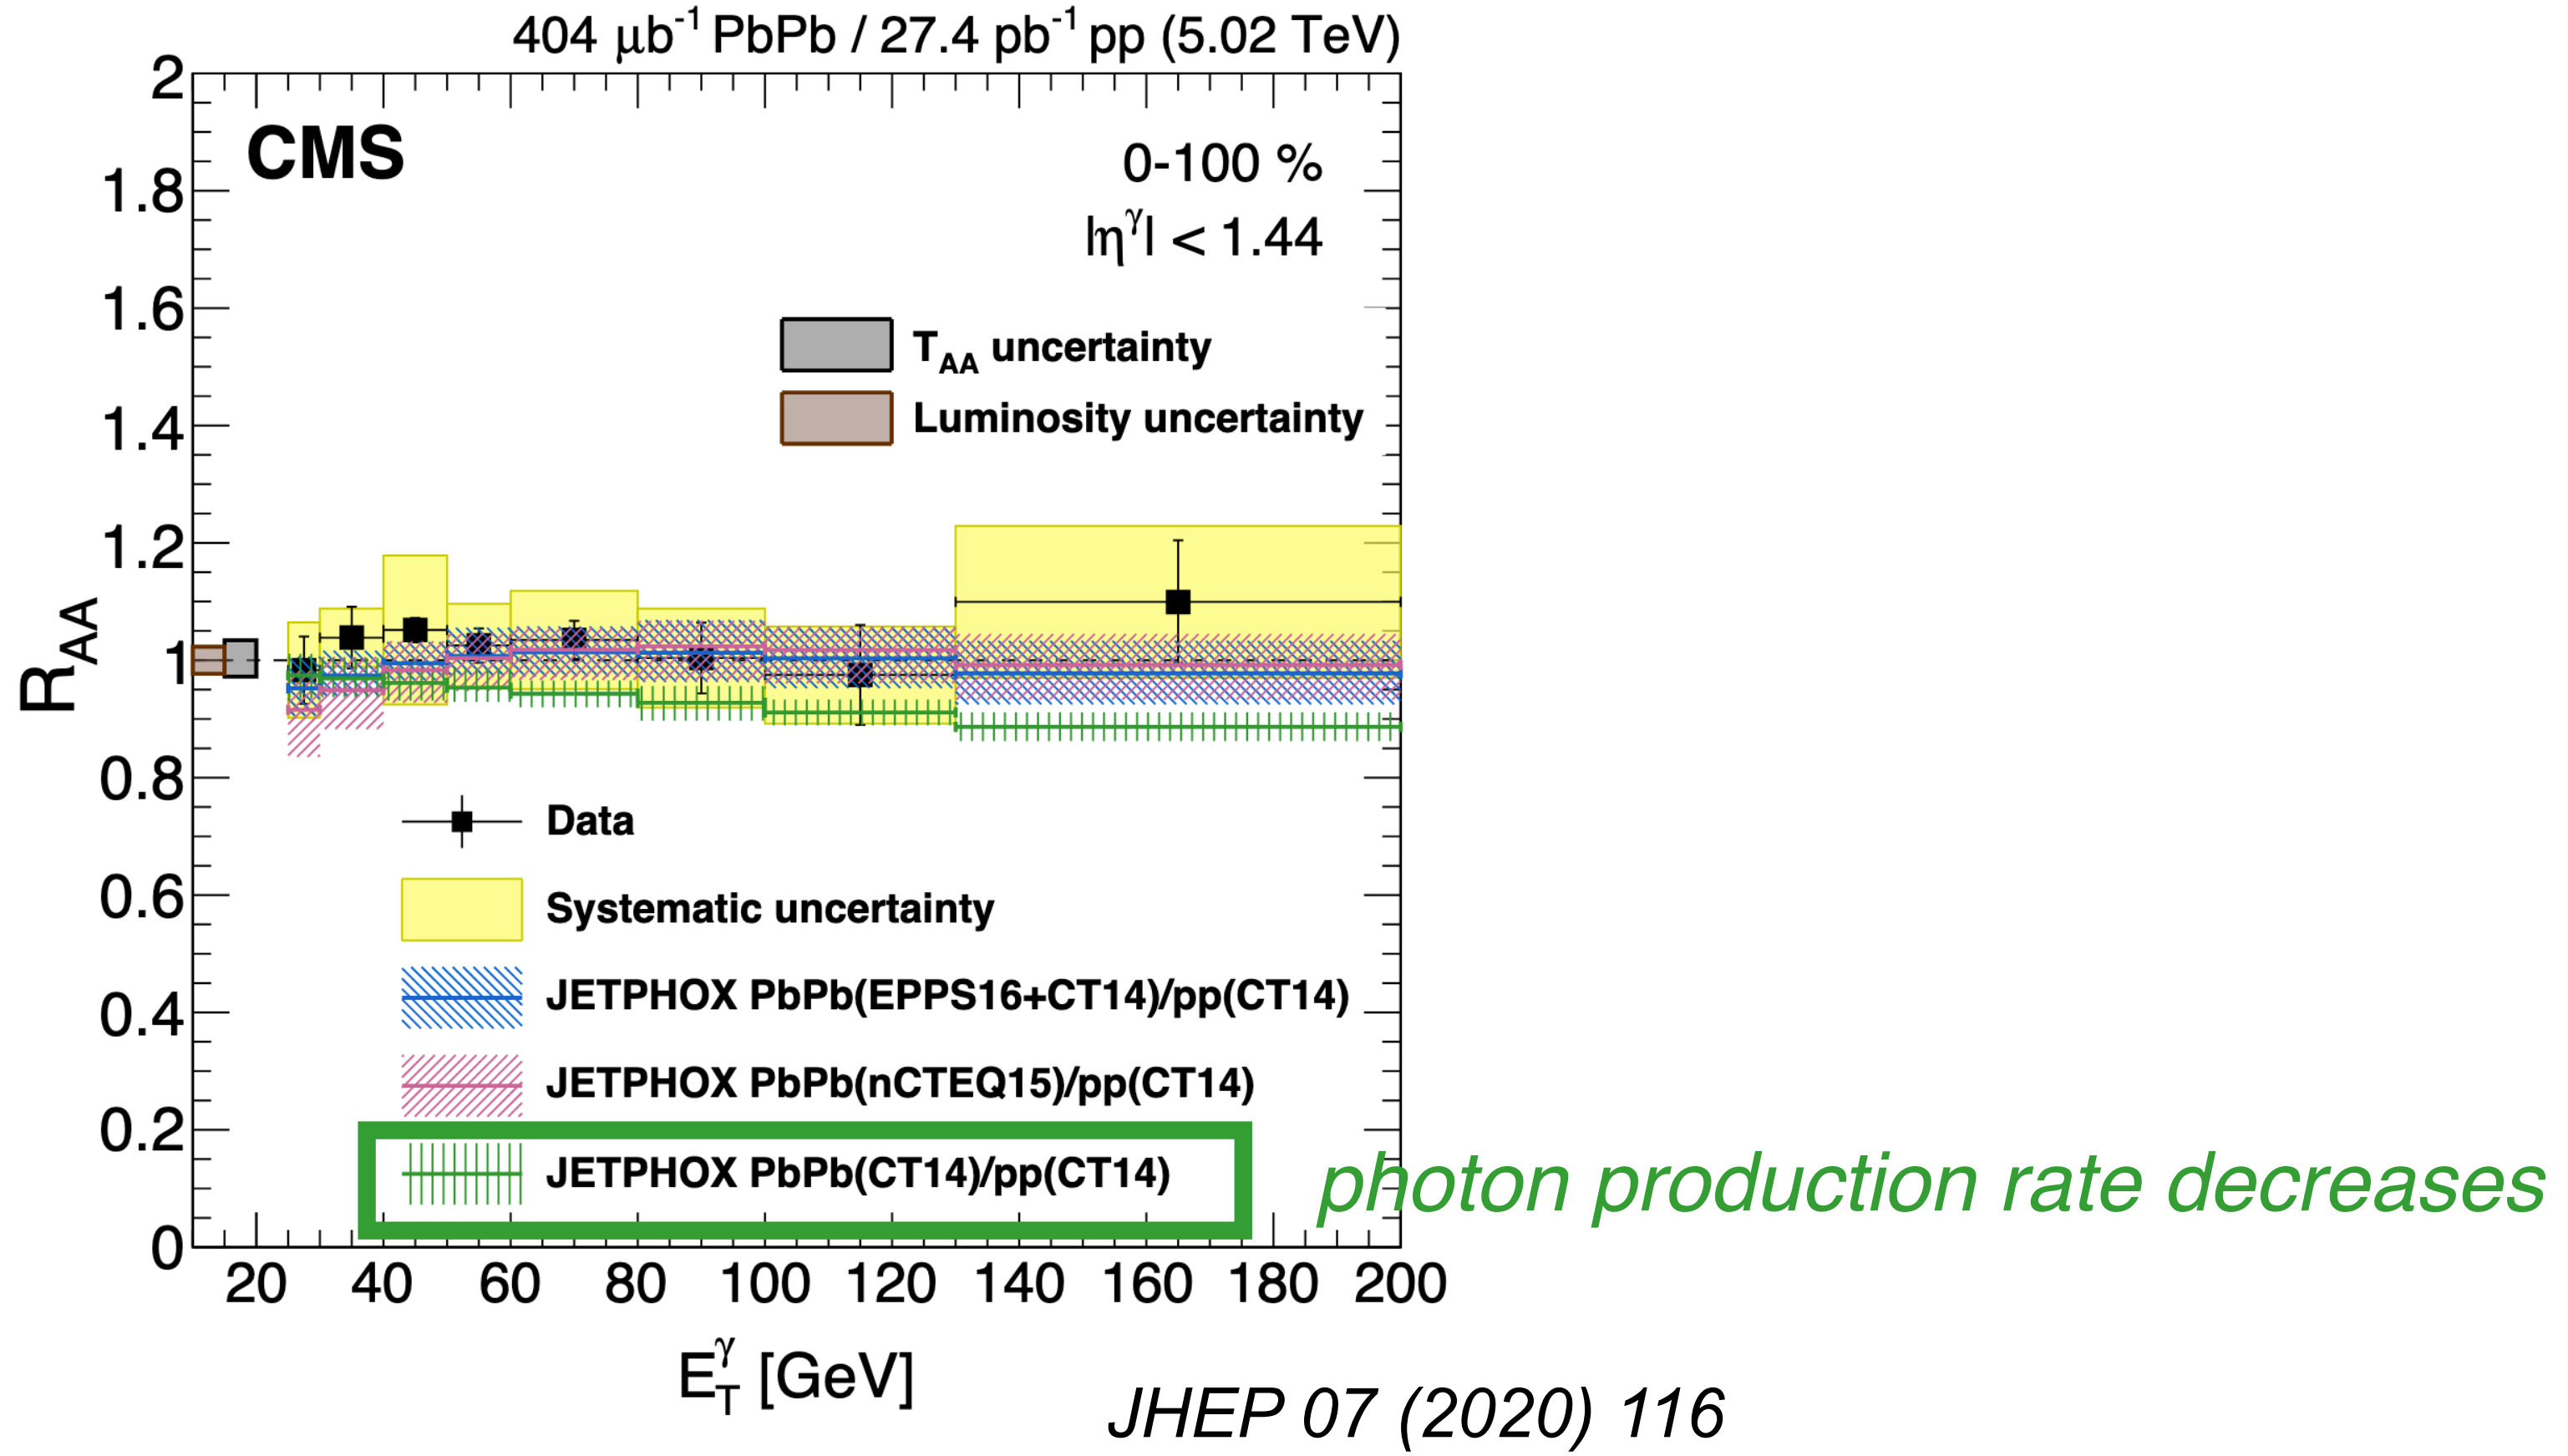 404 μb⁻¹ PbPb / 27.4 pb⁻¹ pp (5.02 TeV)
CMS
0-100 %
|η^γ| < 1.44
T_AA uncertainty
Luminosity uncertainty
R_AA
2
1.8
1.6
1.4
1.2
1
0.8
0.6
0.4
0.2
0
Data
Systematic uncertainty
JETPHOX PbPb(EPPS16+CT14)/pp(CT14)
JETPHOX PbPb(nCTEQ15)/pp(CT14)
JETPHOX PbPb(CT14)/pp(CT14)
photon production rate decreases
20 40 60 80 100 120 140 160 180 200
E_T^γ [GeV]
JHEP 07 (2020) 116